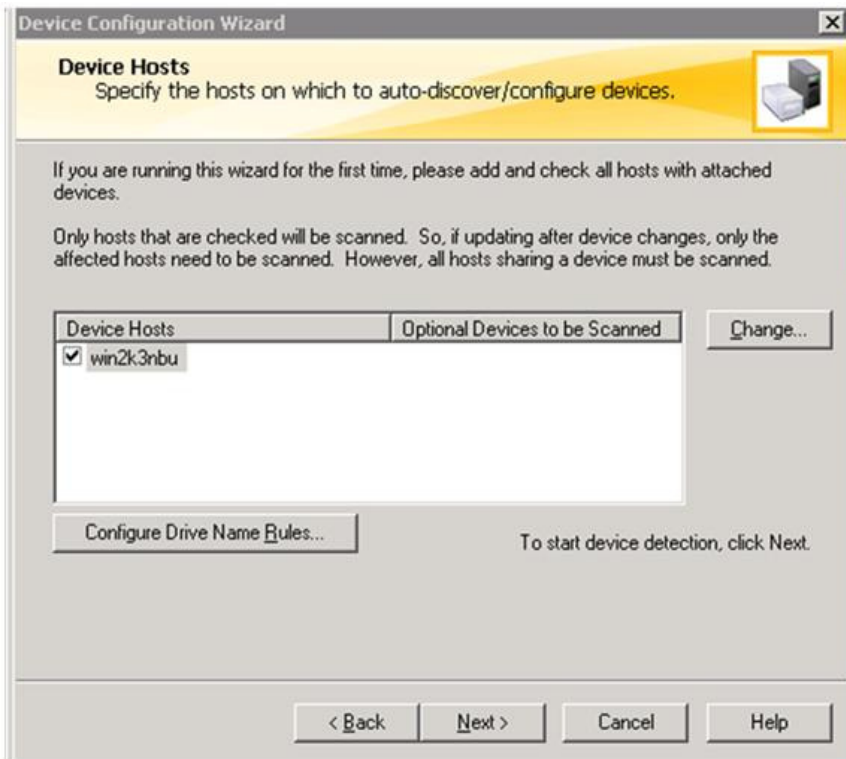 Device Configuration Wizard
Device Hosts
Specify the hosts on which to auto-discover/configure devices.
If you are running this wizard for the first time, please add and check all hosts with attached
devices.
Only hosts that are checked will be scanned. So, if updating after device changes, only the
affected hosts need to be scanned. However, all hosts sharing a device must be scanned.
Device Hosts Optional Devices to be Scanned
Change...
win2k3nbu
Configure Drive Name Rules...
To start device detection, click Next.
< Back Next > Cancel Help